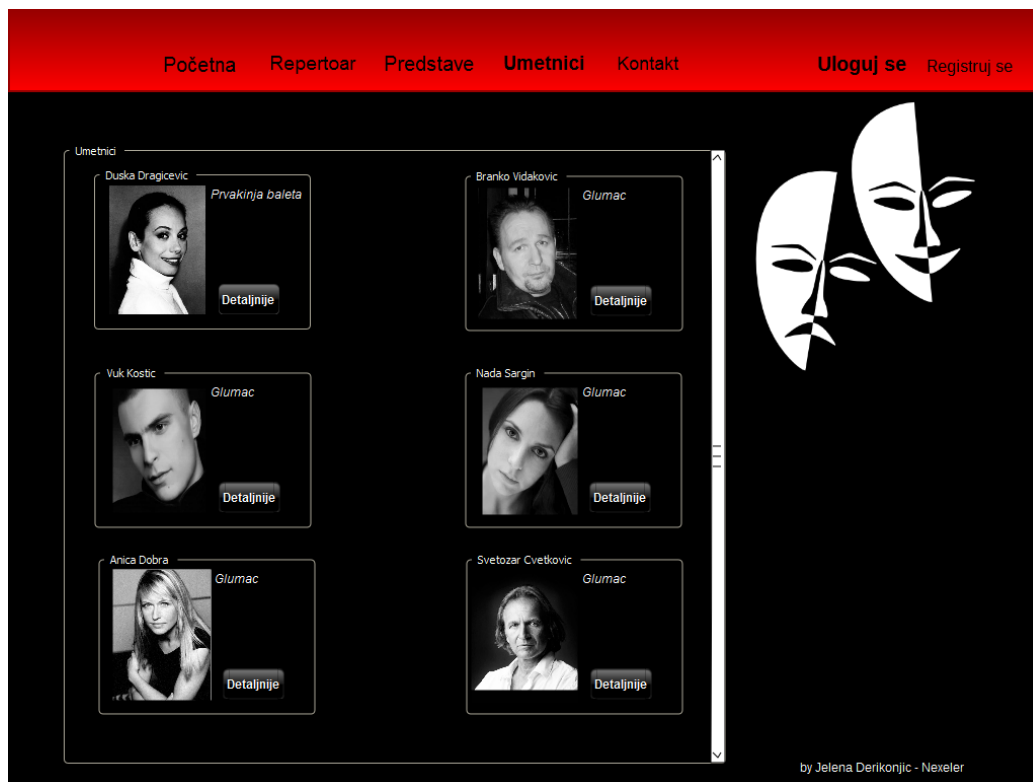 Početna Repertoar Predstave Umetnici Kontakt Uloguj se Registruj se
Umetnici
Duska Dragicevic
Prvakinja baleta
Detaljnije
Branko Vidakovic
Glumac
Detaljnije
Vuk Kostic
Glumac
Detaljnije
Nada Sargin
Glumac
Detaljnije
Anica Dobra
Glumac
Detaljnije
Svetozar Cvetkovic
Glumac
Detaljnije
by Jelena Derikonjic - Nexeler